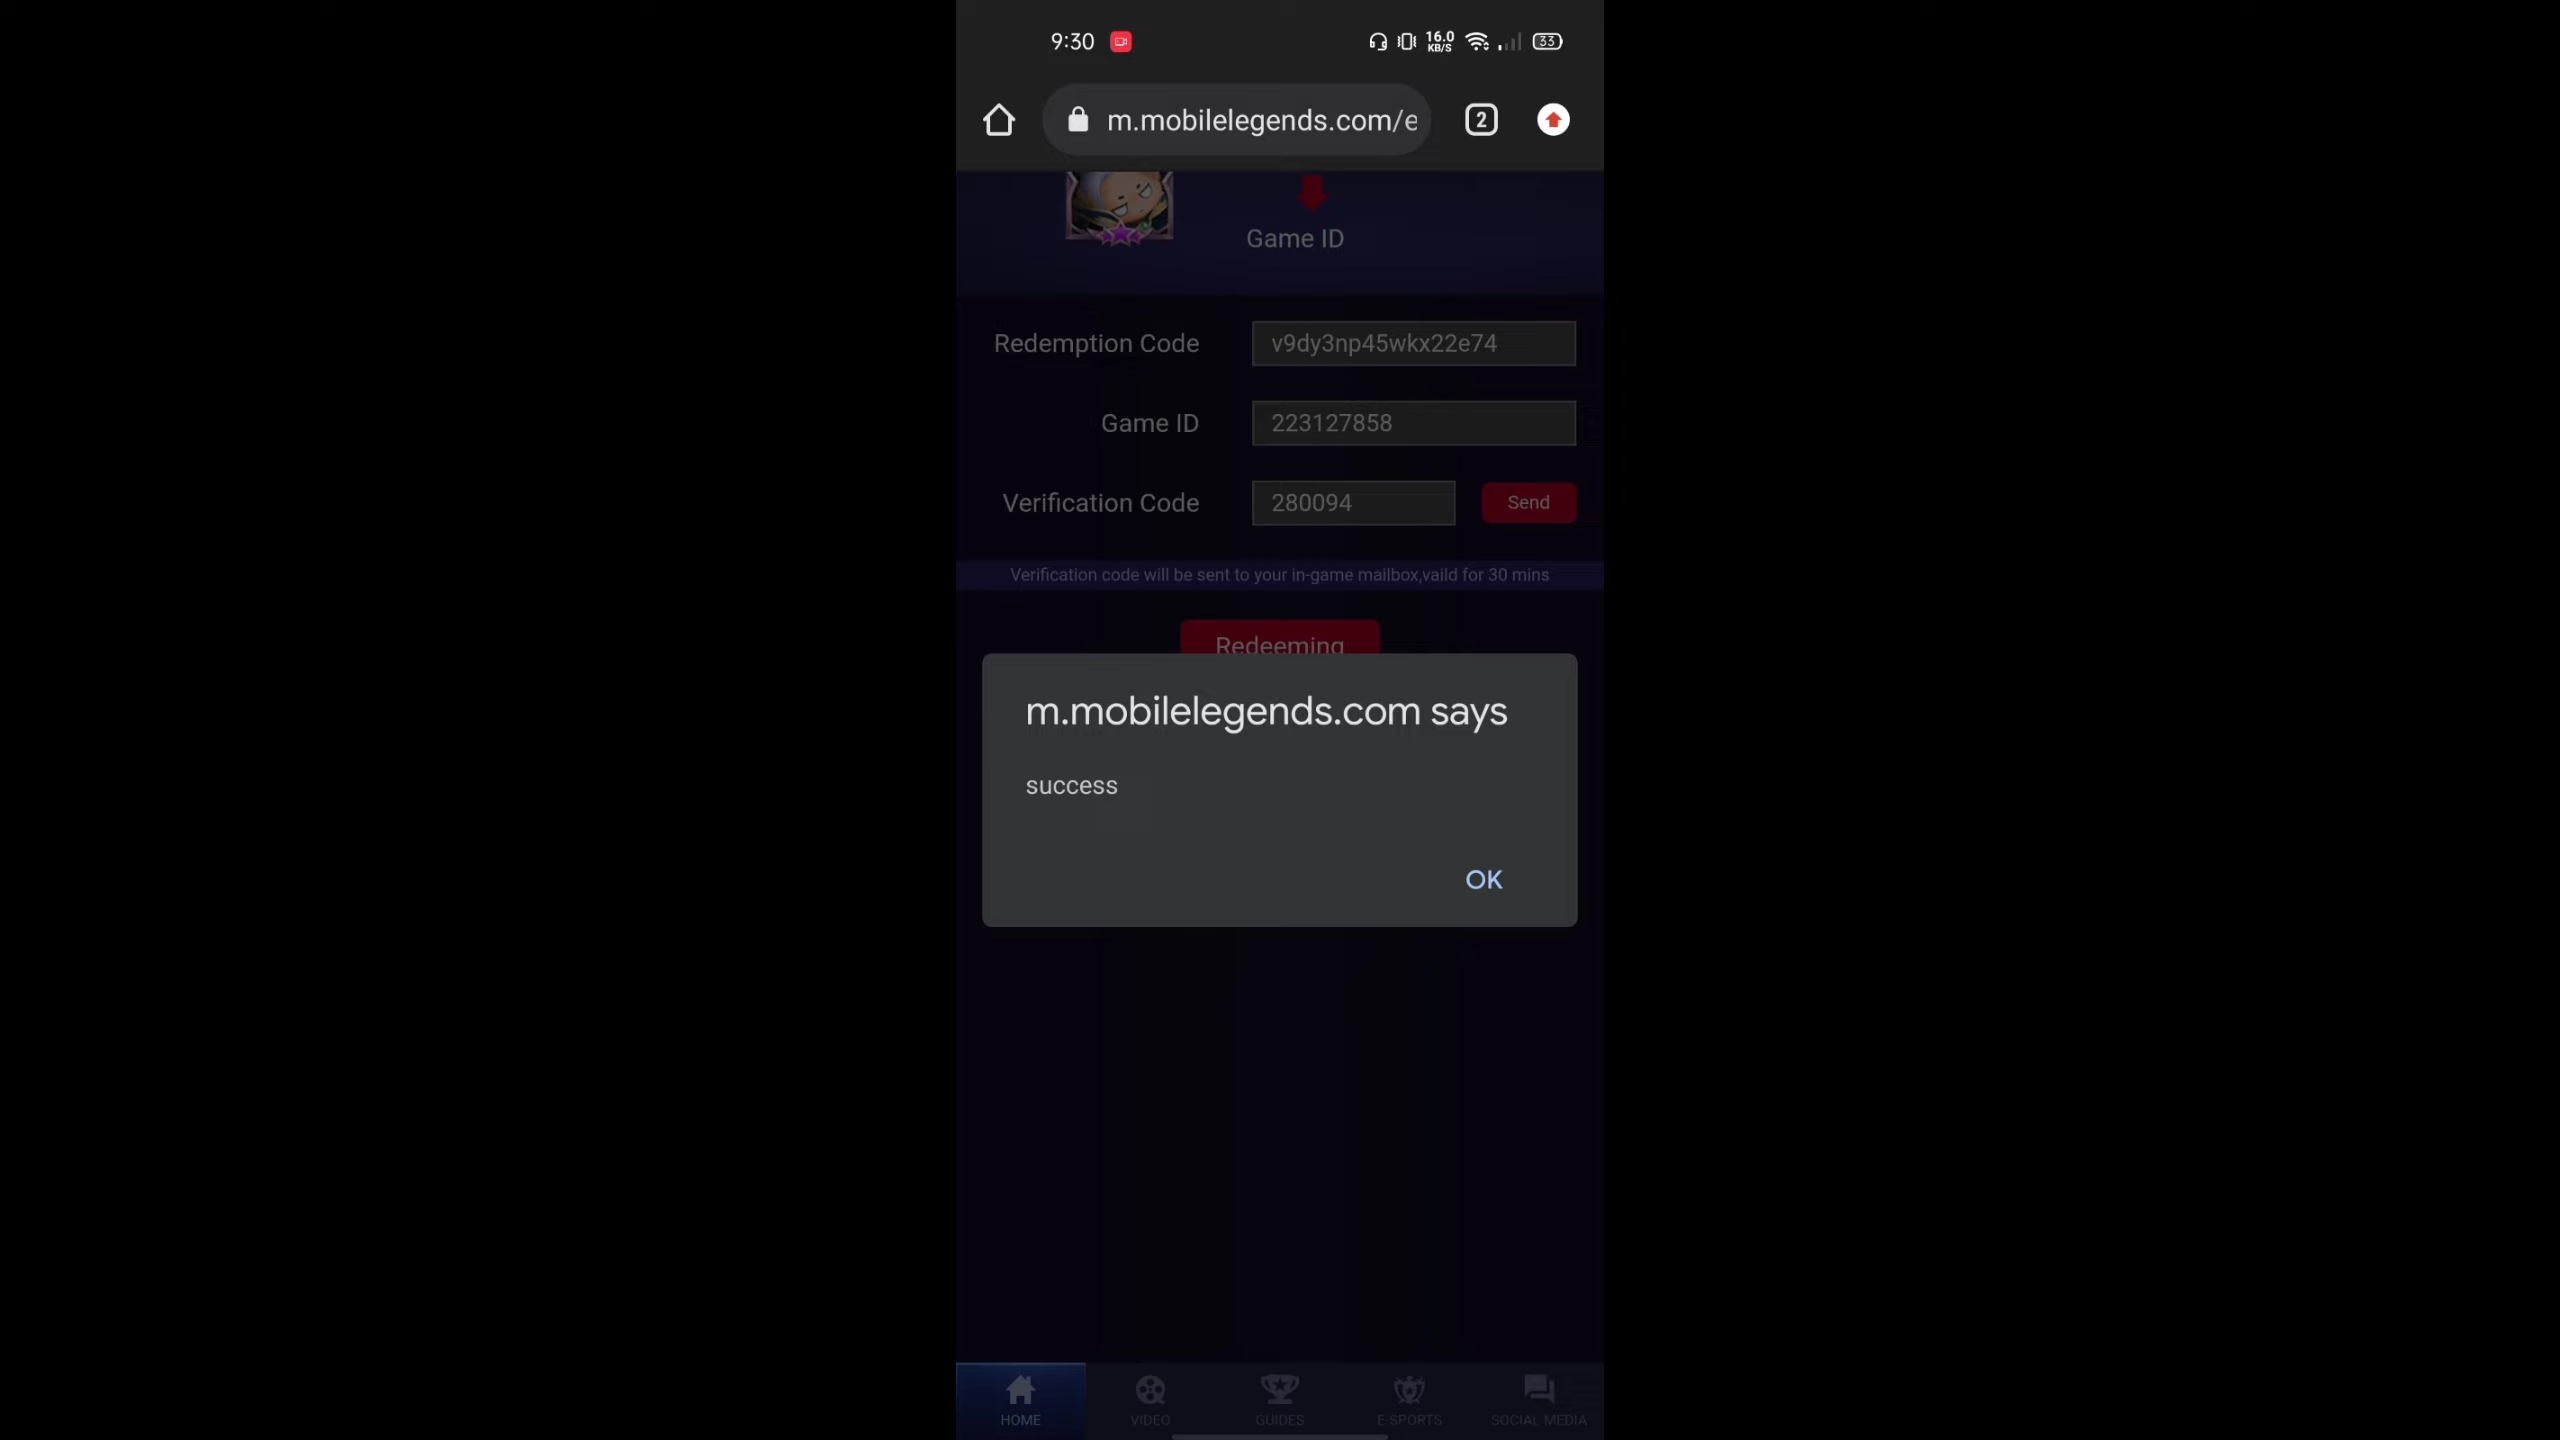 9:30
16.0
KB/S
33
m.mobilelegends.com/e
2
Game ID
Redemption Code
v9dy3np45wkx22e74
Game ID
223127858
Verification Code
280094
Send
Verification code will be sent to your in-game mailbox,vaild for 30 mins
Redeeming
m.mobilelegends.com says
success
OK
HOME
VIDEO
GUIDES
E-SPORTS
SOCIAL MEDIA